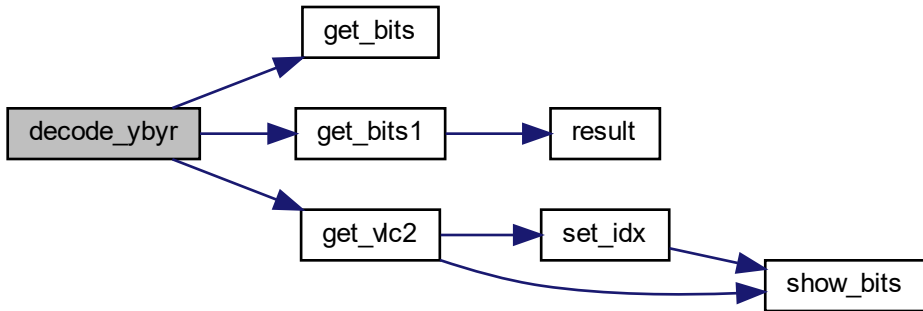 get_bits
decode_ybyr
get_bits1
result
get_vlc2
set_idx
show_bits